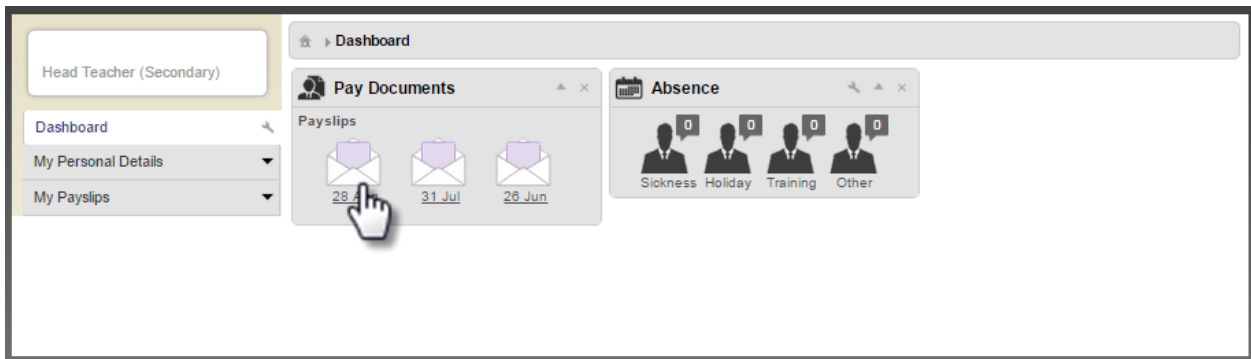 Head Teacher (Secondary)
Dashboard
My Personal Details
My Payslips
Dashboard
Pay Documents
Payslips
28
31 Jul
26 Jun
Absence
0 0 0 0
Sickness Holiday Training Other